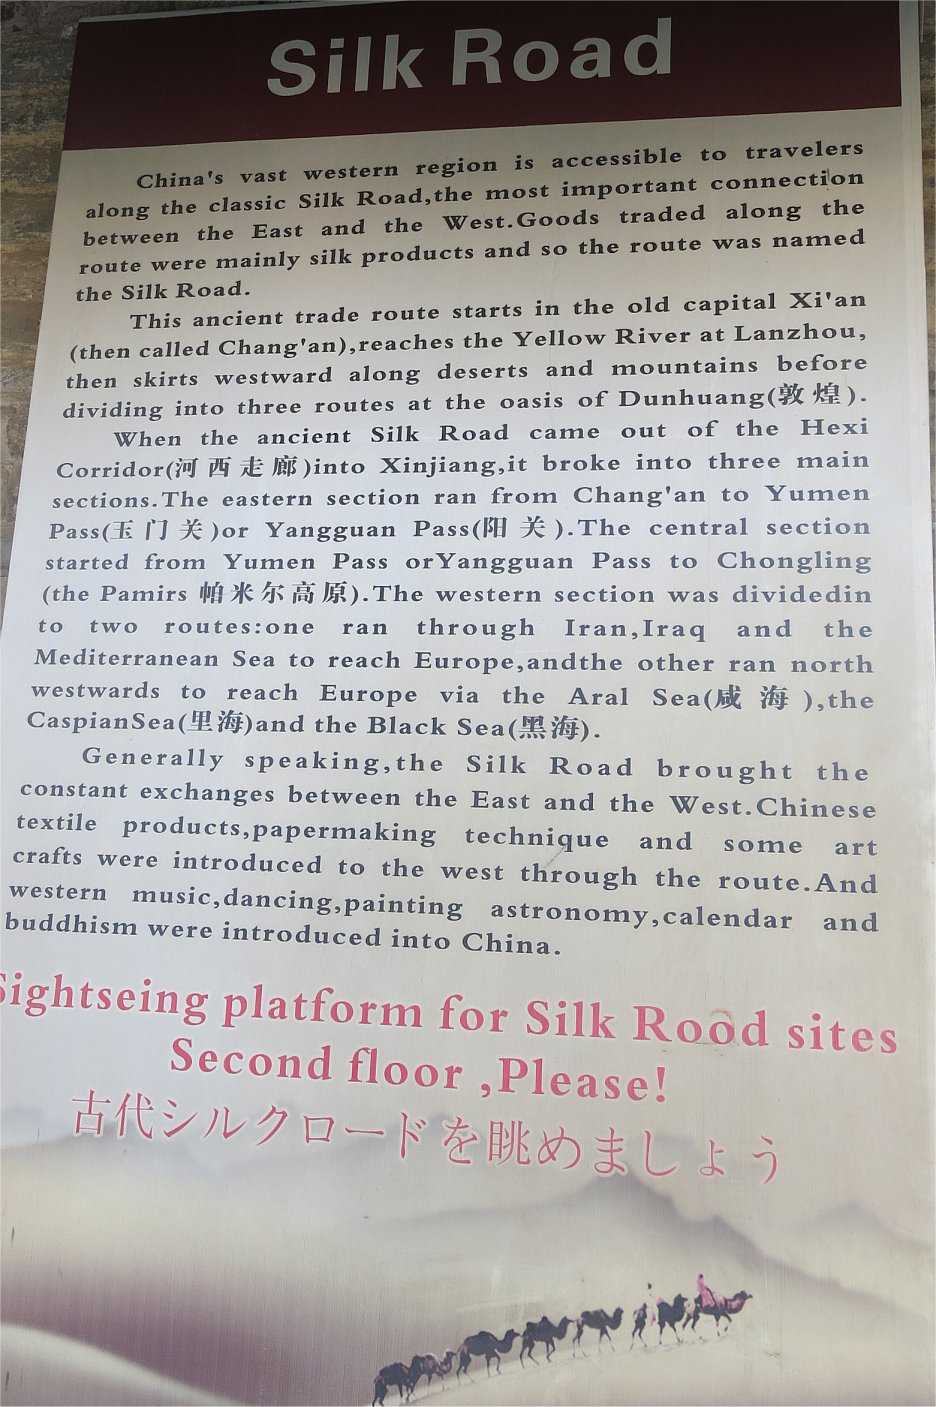 Silk Road
China's vast western region is accessible to travelers
along the classic Silk Road,the most important connection
between the East and the West.Goods traded along the
route were mainly silk products and so the route was named
the Silk Road.
This ancient trade route starts in the old capital Xi'an
(then called Chang'an),reaches the Yellow River at Lanzhou,
then skirts westward along deserts and mountains before
dividing into three routes at the oasis of Dunhuang(敦煌).
When the ancient Silk Road came out of the Hexi
Corridor(河西走廊)into Xinjiang,it broke into three main
sections.The eastern section ran from Chang'an to Yumen
Pass(玉门关)or Yangguan Pass(阳关).The central section
started from Yumen Pass orYangguan Pass to Chongling
(the Pamirs 帕米尔高原).The western section was dividedin
to two routes:one ran through Iran,Iraq and the
Mediterranean Sea to reach Europe,andthe other ran north
westwards to reach Europe via the Aral Sea(咸海),the
CaspianSea(里海)and the Black Sea(黑海).
Generally speaking,the Silk Road brought the
constant exchanges between the East and the West.Chinese
textile products,papermaking technique and some art
crafts were introduced to the west through the route.And
western music,dancing,painting astronomy,calendar and
buddhism were introduced into China.
Sightseing platform for Silk Rood sites
Second floor ,Please!
古代シルクロードを眺めましょう